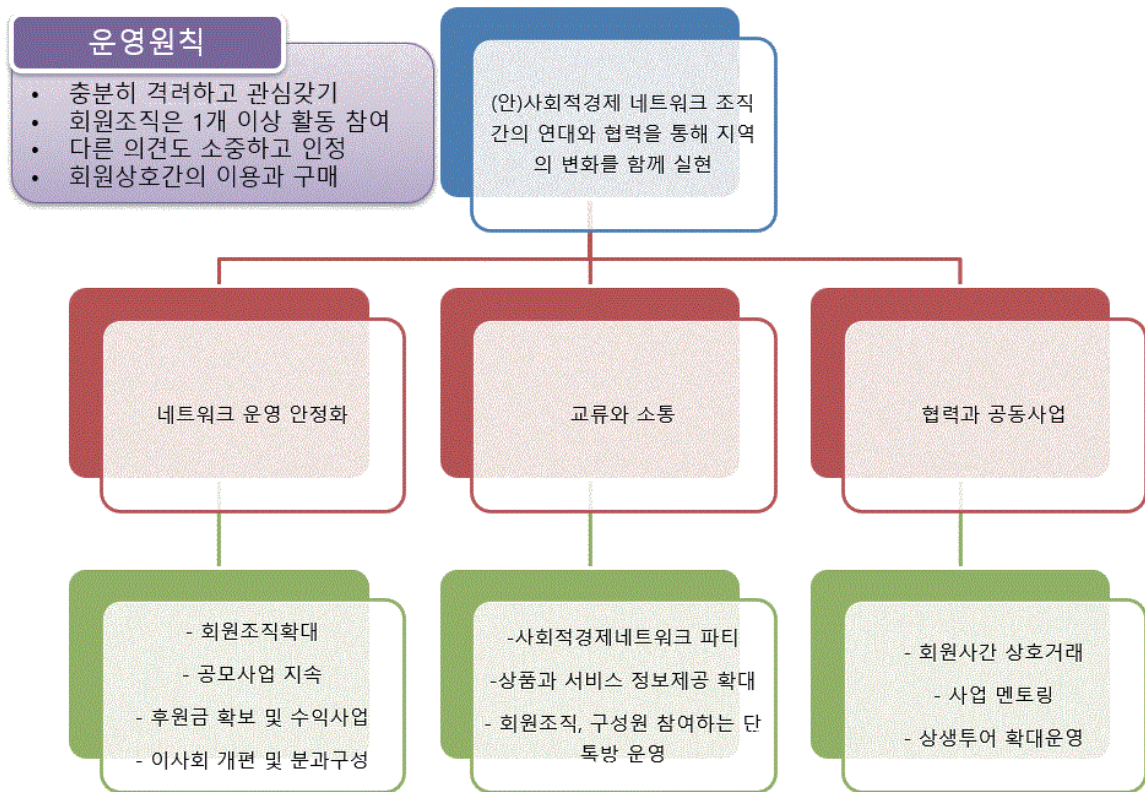 운영원칙
• 충분히 격려하고 관심갖기
• 회원조직은 1개 이상 활동 참여
• 다른 의견도 소중하고 인정
• 회원상호간의 이용과 구매
(안)사회적경제 네트워크 조직
간의 연대와 협력을 통해 지역
의 변화를 함께 실현
네트워크 운영 안정화
교류와 소통
협력과 공동사업
- 회원조직확대
- 공모사업 지속
- 후원금 확보 및 수익사업
- 이사회 개편 및 분과구성
-사회적경제네트워크 파티
-상품과 서비스 정보제공 확대
- 회원조직, 구성원 참여하는 단
톡방 운영
- 회원사간 상호거래
- 사업 멘토링
- 상생투어 확대운영